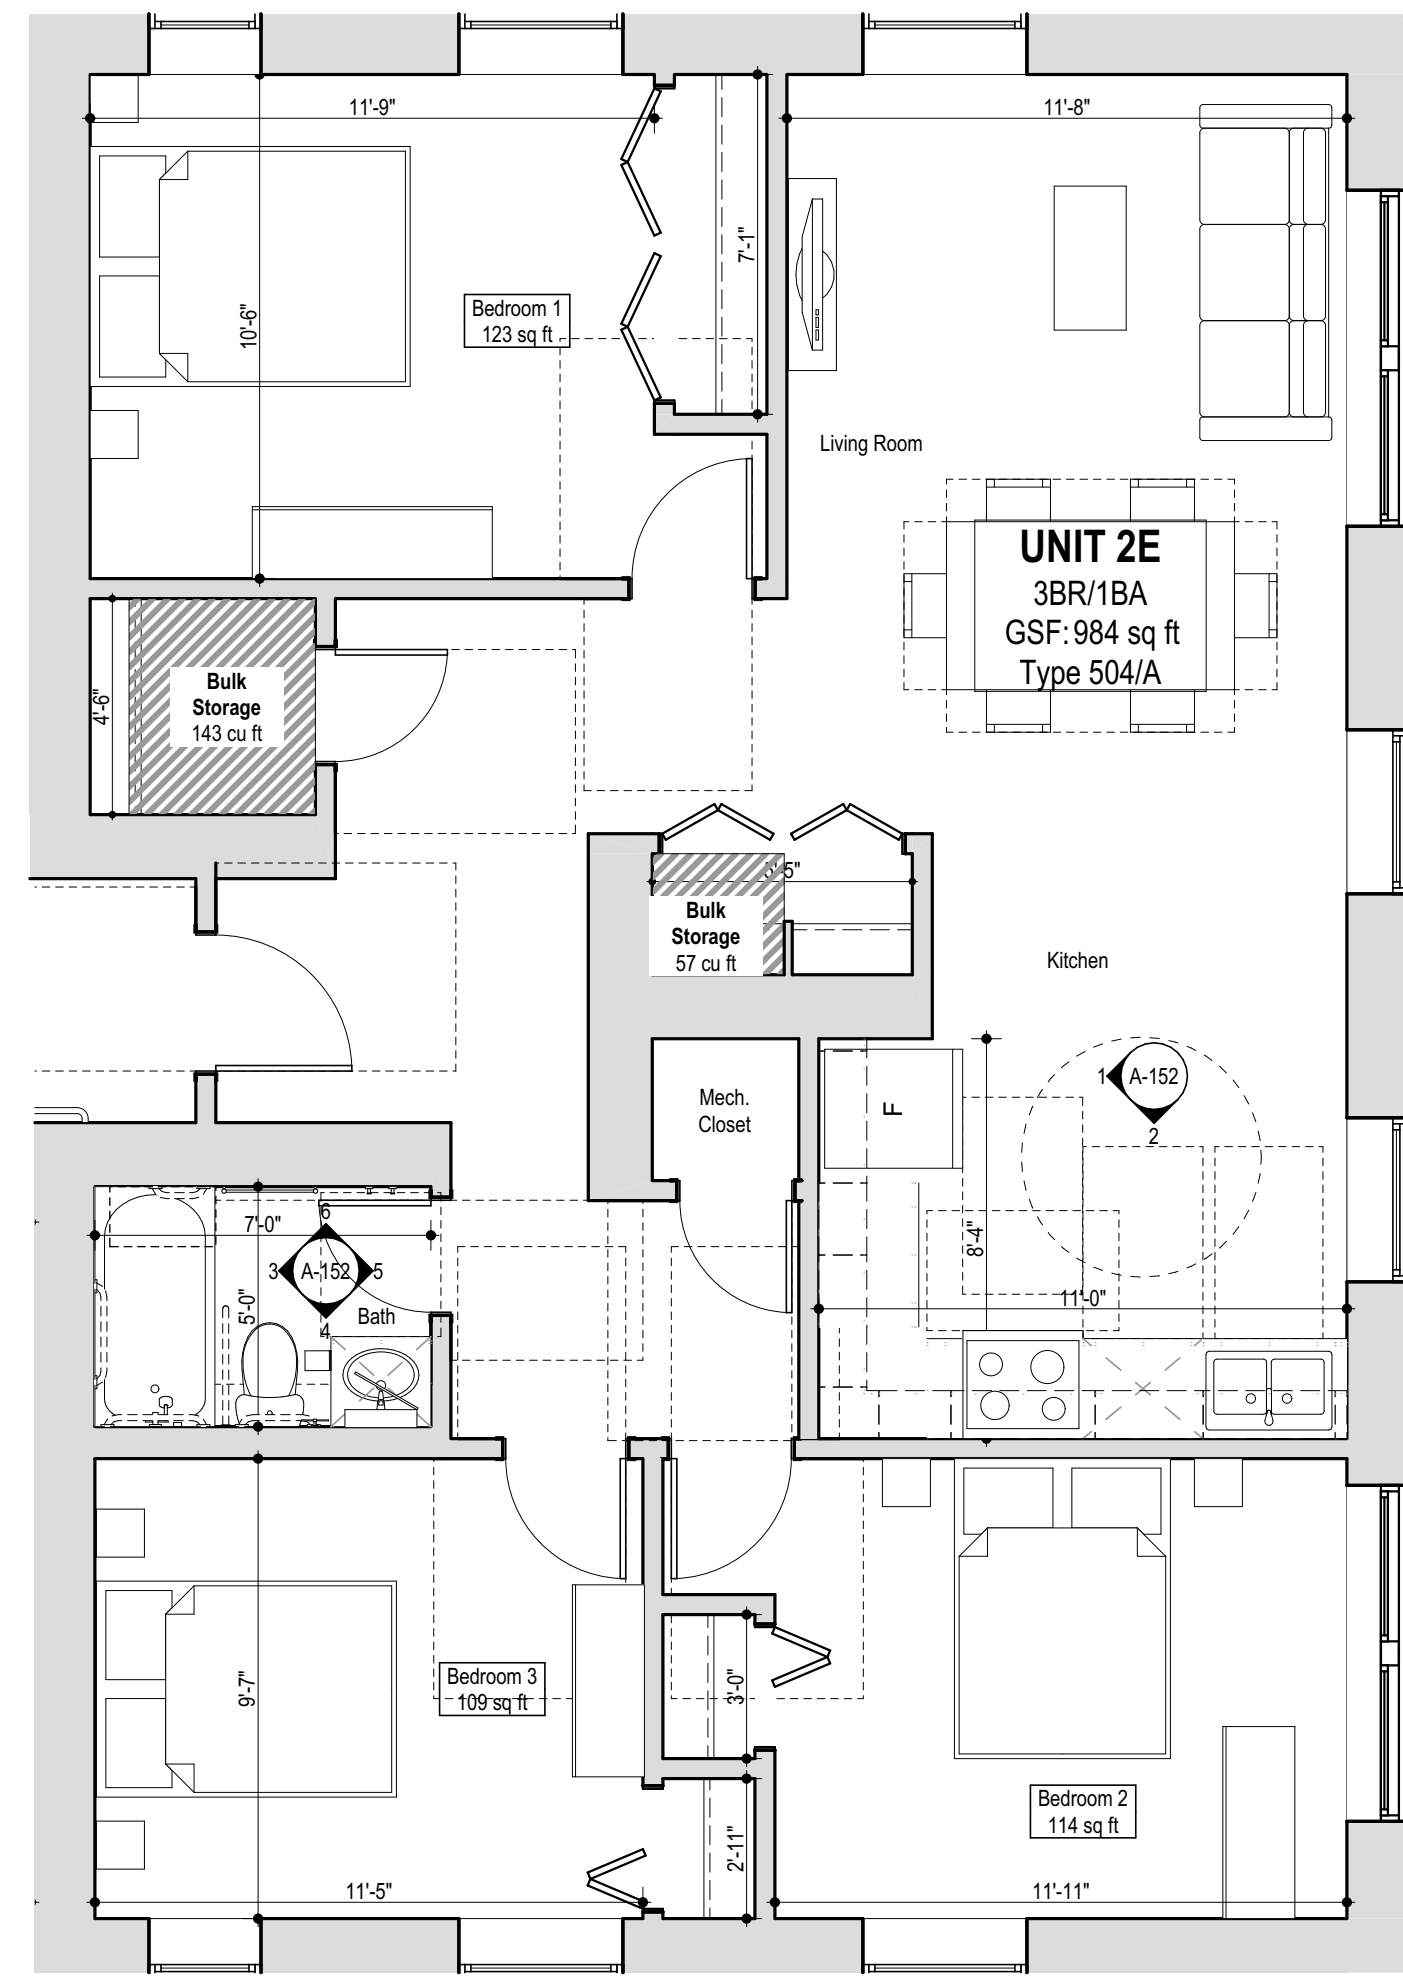 11'-9"
11'-8"
7'-1"
10'-6"
Bedroom 1
123 sq ft
Living Room
UNIT 2E
3BR/1BA
GSF: 984 sq ft
Type 504/A
4'-6"
Bulk
Storage
143 cu ft
Bulk
Storage
57 cu ft
Kitchen
Mech.
Closet
F
1
A-152
2
8'-4"
11'-0"
7'-0"
6
3
A-152
5
4
5'-0"
Bath
9'-7"
Bedroom 3
109 sq ft
3'-0"
2'-11"
Bedroom 2
114 sq ft
11'-5"
11'-11"